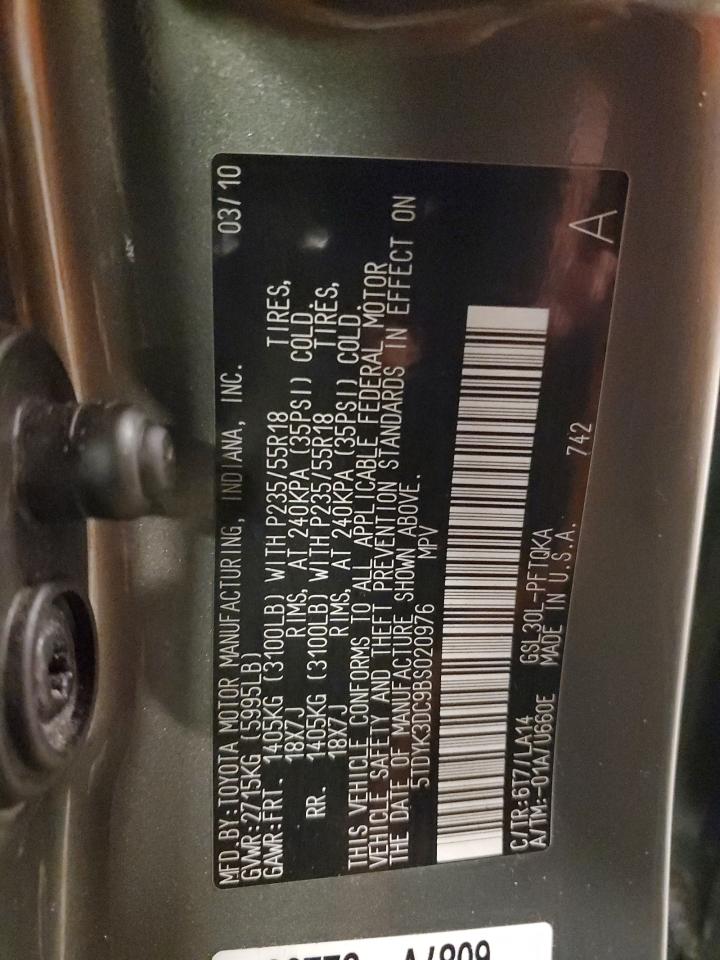 MFD.BY:TOYOTA MOTOR MANUFACTURING, INDIANA, INC. 03/10
GVWR:2715KG (5995LB)
GAWR:FRT. 1405KG (3100LB) WITH P235/55R18 TIRES,
18X7J RIMS, AT 240KPA (35PSI) COLD.
RR. 1405KG (3100LB) WITH P235/55R18 TIRES,
18X7J RIMS, AT 240KPA (35PSI) COLD.
THIS VEHICLE CONFORMS TO ALL APPLICABLE FEDERAL MOTOR
VEHICLE SAFETY AND THEFT PREVENTION STANDARDS IN EFFECT ON
THE DATE OF MANUFACTURE SHOWN ABOVE.
5TDYK3DC9BS020976 MPV
C/TR:6T7/LA14 GSL30L-PFTQKA 742
A/TM:-01A/U660E MADE IN U.S.A. A
A4809